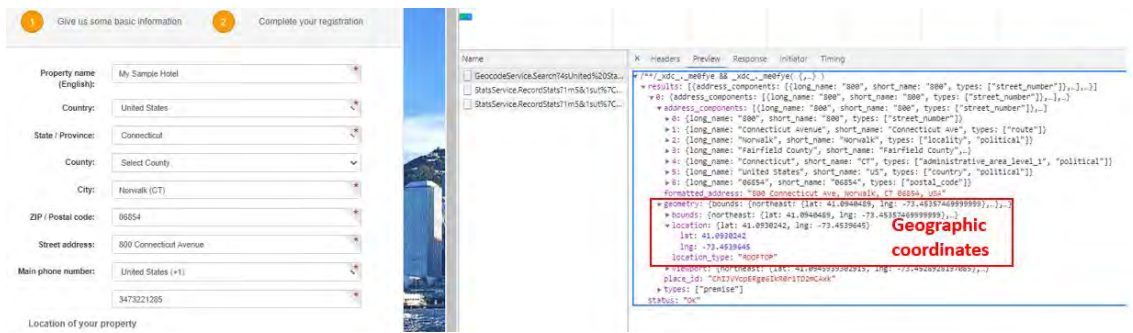 1 Give us some basic information 2 Complete your registration
Property name (English): My Sample Hotel *
Country: United States *
State / Province: Connecticut *
County: Select County
City: Norwalk (CT) *
ZIP / Postal code: 06854 *
Street address: 800 Connecticut Avenue *
Main phone number: United States (+1) *
3473221285 *
Location of your property
Name
GeocodeService.Search?4sUnited%20Sta...
StatsService.RecordStats?1m5&1sut%7C...
StatsService.RecordStats?1m5&1sut%7C...
× Headers Preview Response Initiator Timing
▼/**/_xdc_._me0fye && _xdc_._me0fye( {,…} )
▼results: [{address_components: [{long_name: "800", short_name: "800", types: ["street_number"]},…],…}]
▼0: {address_components: [{long_name: "800", short_name: "800", types: ["street_number"]},…],…}
▼address_components: [{long_name: "800", short_name: "800", types: ["street_number"]},…]
▶0: {long_name: "800", short_name: "800", types: ["street_number"]}
▶1: {long_name: "Connecticut Avenue", short_name: "Connecticut Ave", types: ["route"]}
▶2: {long_name: "Norwalk", short_name: "Norwalk", types: ["locality", "political"]}
▶3: {long_name: "Fairfield County", short_name: "Fairfield County",…}
▶4: {long_name: "Connecticut", short_name: "CT", types: ["administrative_area_level_1", "political"]}
▶5: {long_name: "United States", short_name: "US", types: ["country", "political"]}
▶6: {long_name: "06854", short_name: "06854", types: ["postal_code"]}
formatted_address: "800 Connecticut Ave, Norwalk, CT 06854, USA"
▼geometry: {bounds: {northeast: {lat: 41.0940489, lng: -73.45357469999999},…},…}
▶bounds: {northeast: {lat: 41.0940489, lng: -73.45357469999999},…}
▼location: {lat: 41.0930242, lng: -73.4539645}
lat: 41.0930242
lng: -73.4539645
location_type: "ROOFTOP"
Geographic
coordinates
▶viewport: {northeast: {lat:
place_id:
▶types: ["premise"]
status: "OK"